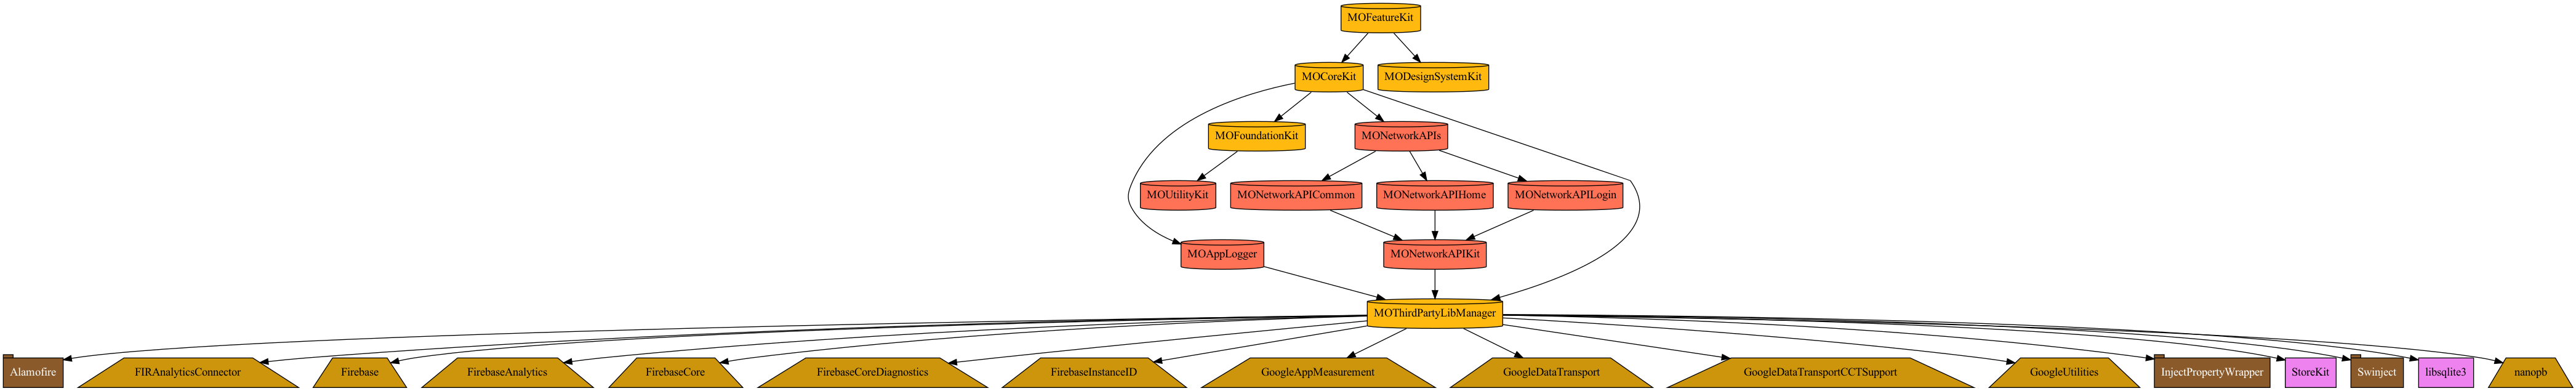 MOFeatureKit
MOCoreKit
MODesignSystemKit
MOFoundationKit
MONetworkAPIs
MOUtilityKit
MONetworkAPICommon
MONetworkAPIHome
MONetworkAPILogin
MOAppLogger
MONetworkAPIKit
MOThirdPartyLibManager
Alamofire
FIRAnalyticsConnector
Firebase
FirebaseAnalytics
FirebaseCore
FirebaseCoreDiagnostics
FirebaseInstanceID
GoogleAppMeasurement
GoogleDataTransport
GoogleDataTransportCCTSupport
GoogleUtilities
InjectPropertyWrapper
StoreKit
Swinject
libsqlite3
nanopb